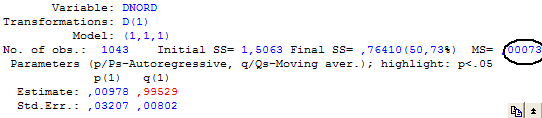 Variable: DNORD
Transformations: D(1)
Model: (1,1,1)
No. of obs.: 1043 Initial SS= 1,5063 Final SS= ,76410(50,73%) MS= ,00073
Parameters (p/Ps-Autoregressive, q/Qs-Moving aver.); highlight: p<.05
p(1) q(1)
Estimate: ,00978 ,99529
Std.Err.: ,03207 ,00802